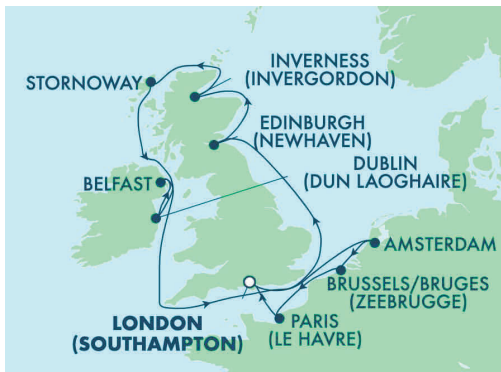 INVERNESS
(INVERGORDON)
STORNOWAY
EDINBURGH
(NEWHAVEN)
DUBLIN
(DUN LAOGHAIRE)
BELFAST
AMSTERDAM
BRUSSELS/BRUGES
(ZEEBRUGGE)
LONDON
(SOUTHAMPTON)
PARIS
(LE HAVRE)